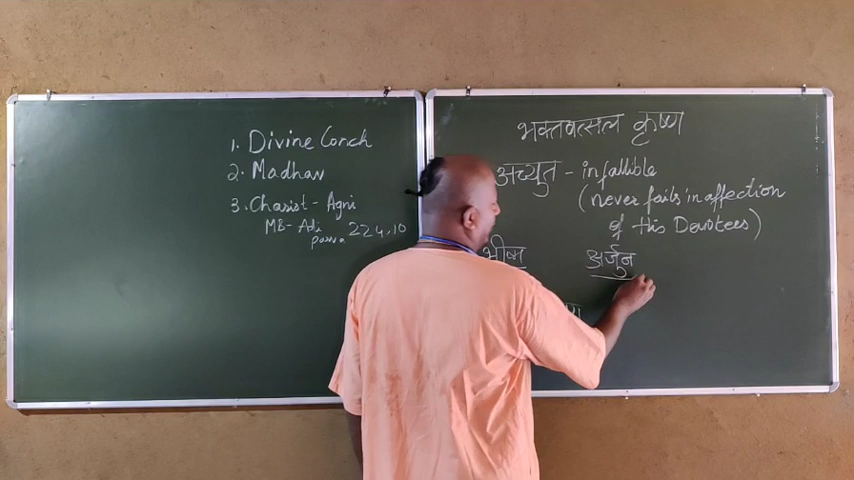 1. Divine Conch
2. Madhav
3. Chariot - Agni
MB- Adi parva 224.10
भक्तवत्सल कृष्ण
अच्युत - infallible
(never fails in affection
of His Devotees)
भीष्म अर्जुन